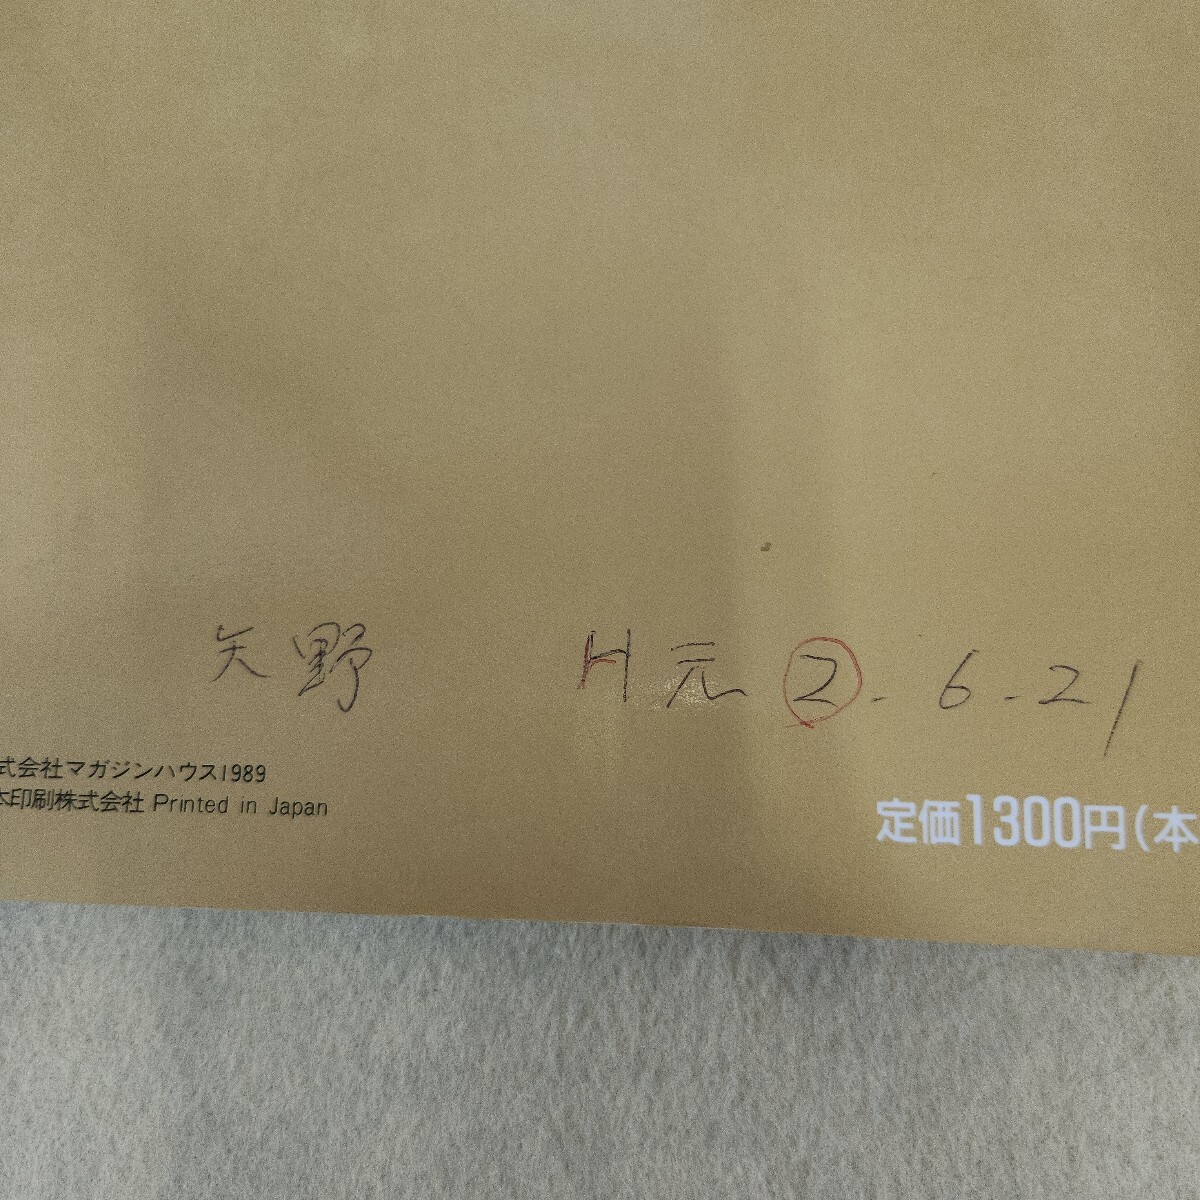 矢野 H元②-6-21
式会社マガジンハウス1989
本印刷株式会社 Printed in Japan
定価1300円(本